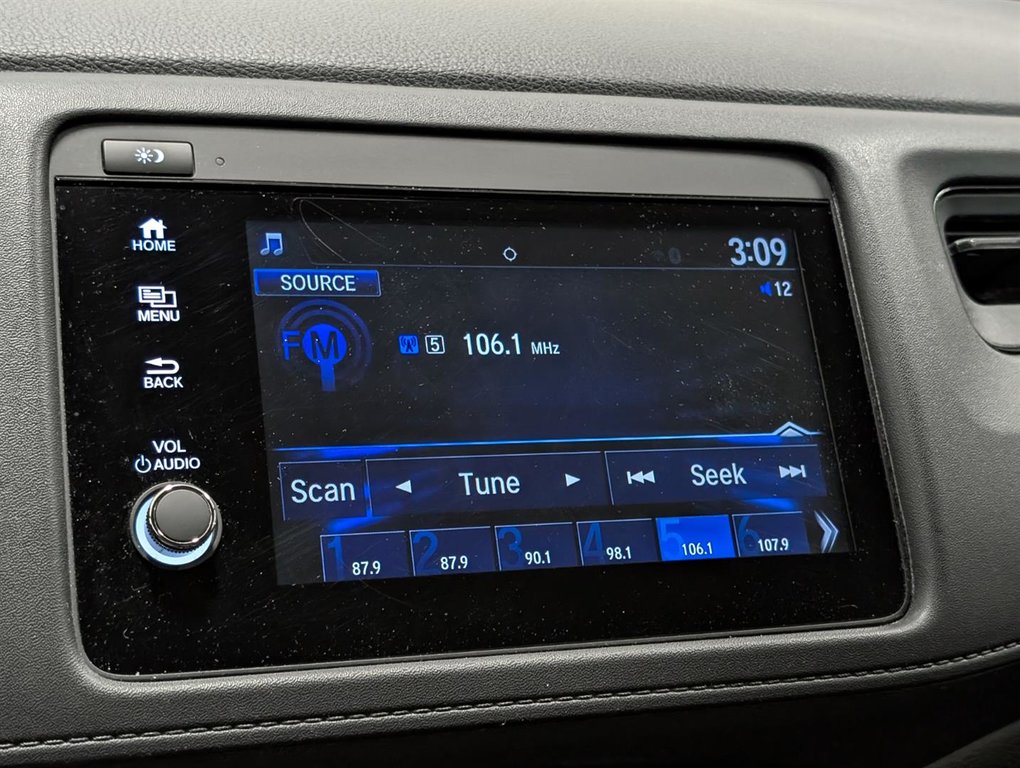 HOME
MENU
BACK
VOL
AUDIO
3:09
SOURCE
12
FM
5 106.1 MHz
Scan Tune Seek
1 87.9
2 87.9
3 90.1
4 98.1
5 106.1
6 107.9